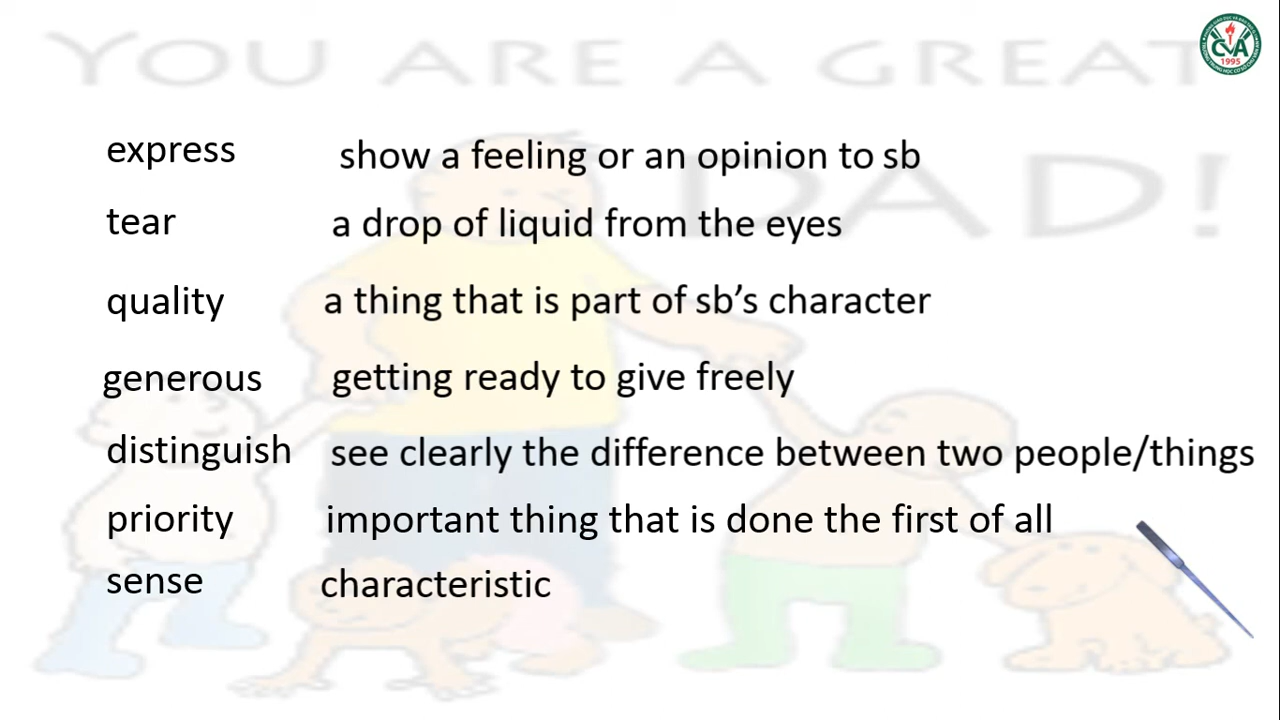 YOU ARE A GREAT
DAD!
CVA
1995
express show a feeling or an opinion to sb
tear a drop of liquid from the eyes
quality a thing that is part of sb’s character
generous getting ready to give freely
distinguish see clearly the difference between two people/things
priority important thing that is done the first of all
sense characteristic